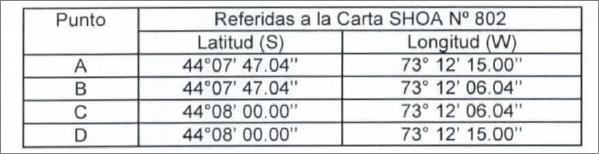 Punto Referidas a la Carta SHOA Nº 802
Latitud (S) Longitud (W)
A 44°07' 47.04" 73° 12' 15.00"
B 44°07' 47.04" 73° 12' 06.04"
C 44°08' 00.00" 73° 12' 06.04"
D 44°08' 00.00" 73° 12' 15.00"